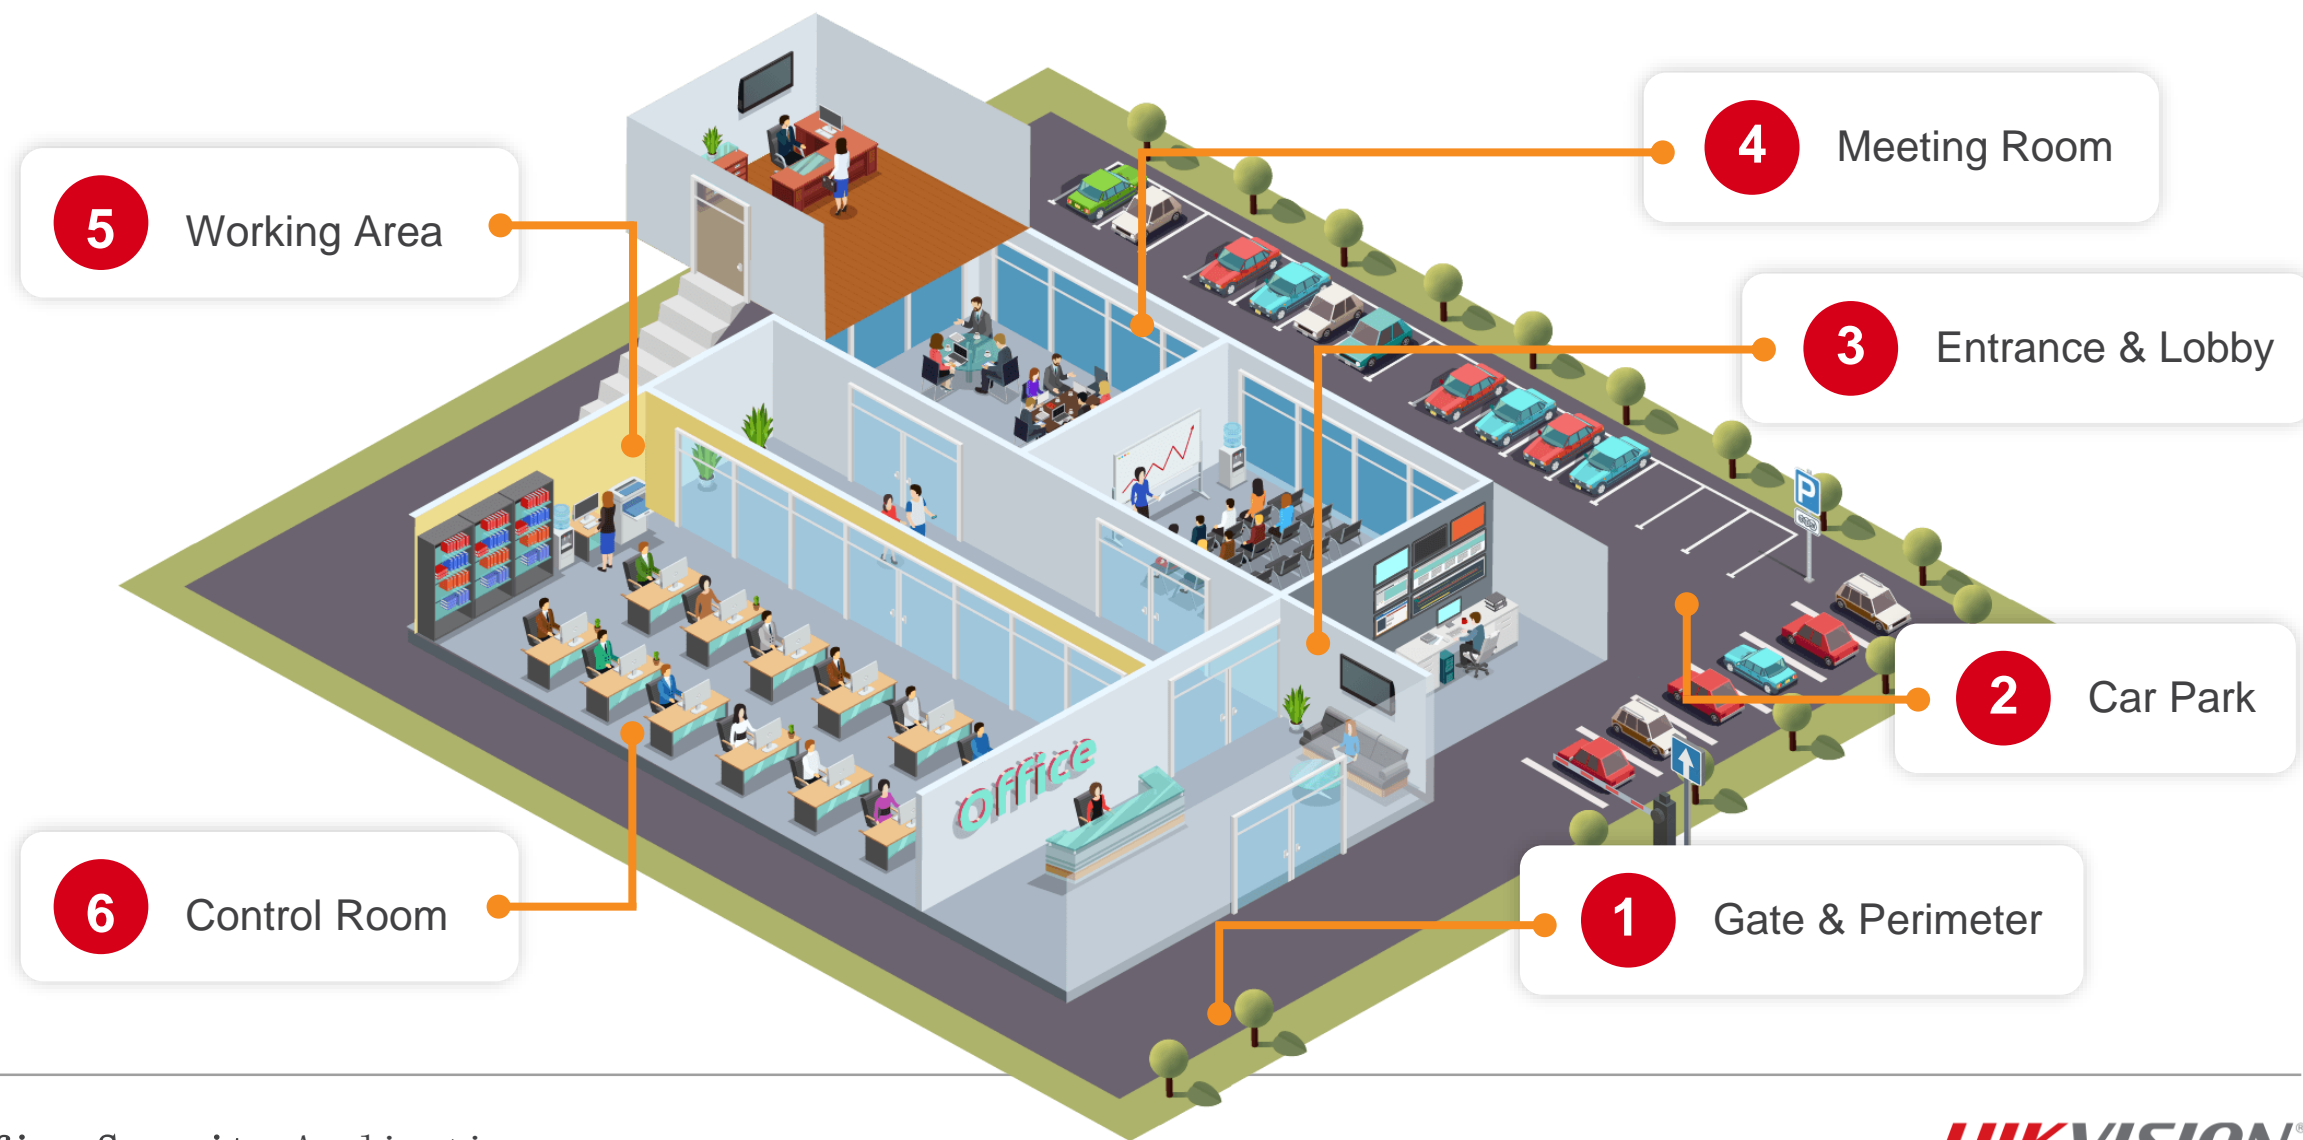 4 Meeting Room
5 Working Area
3 Entrance & Lobby
P
2 Car Park
office
6 Control Room
1 Gate & Perimeter
HIKVISION®